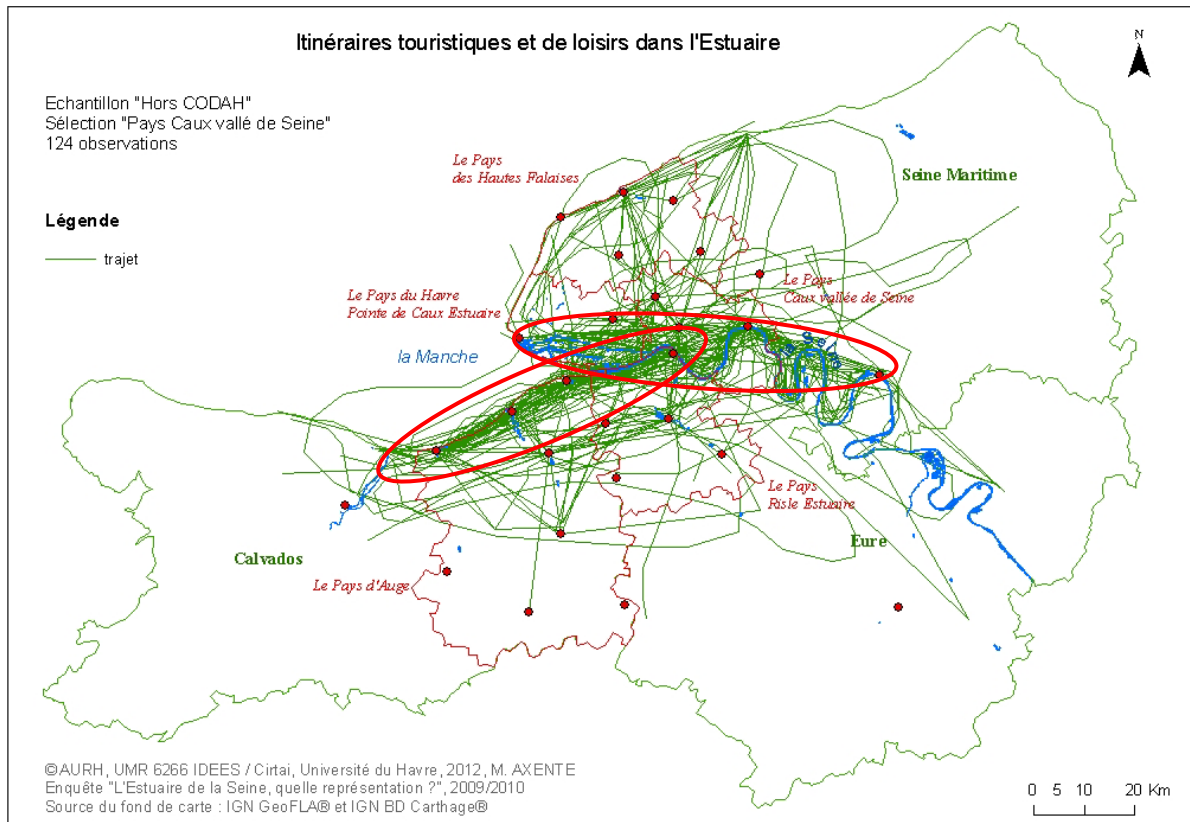 Itinéraires touristiques et de loisirs dans l'Estuaire
N
Echantillon "Hors CODAH"
Sélection "Pays Caux vallé de Seine"
124 observations
Le Pays
des Hautes Falaises
Seine Maritime
Légende
trajet
Le Pays du Havre
Pointe de Caux Estuaire
Le Pays
Caux vallée de Seine
la Manche
la Seine
Le Pays
Risle Estuaire
Eure
Calvados
Le Pays d'Auge
©AURH, UMR 6266 IDEES / Cirtai, Université du Havre, 2012, M. AXENTE
Enquête "L'Estuaire de la Seine, quelle représentation ?", 2009/2010
Source du fond de carte : IGN GeoFLA® et IGN BD Carthage®
0 5 10 20 Km